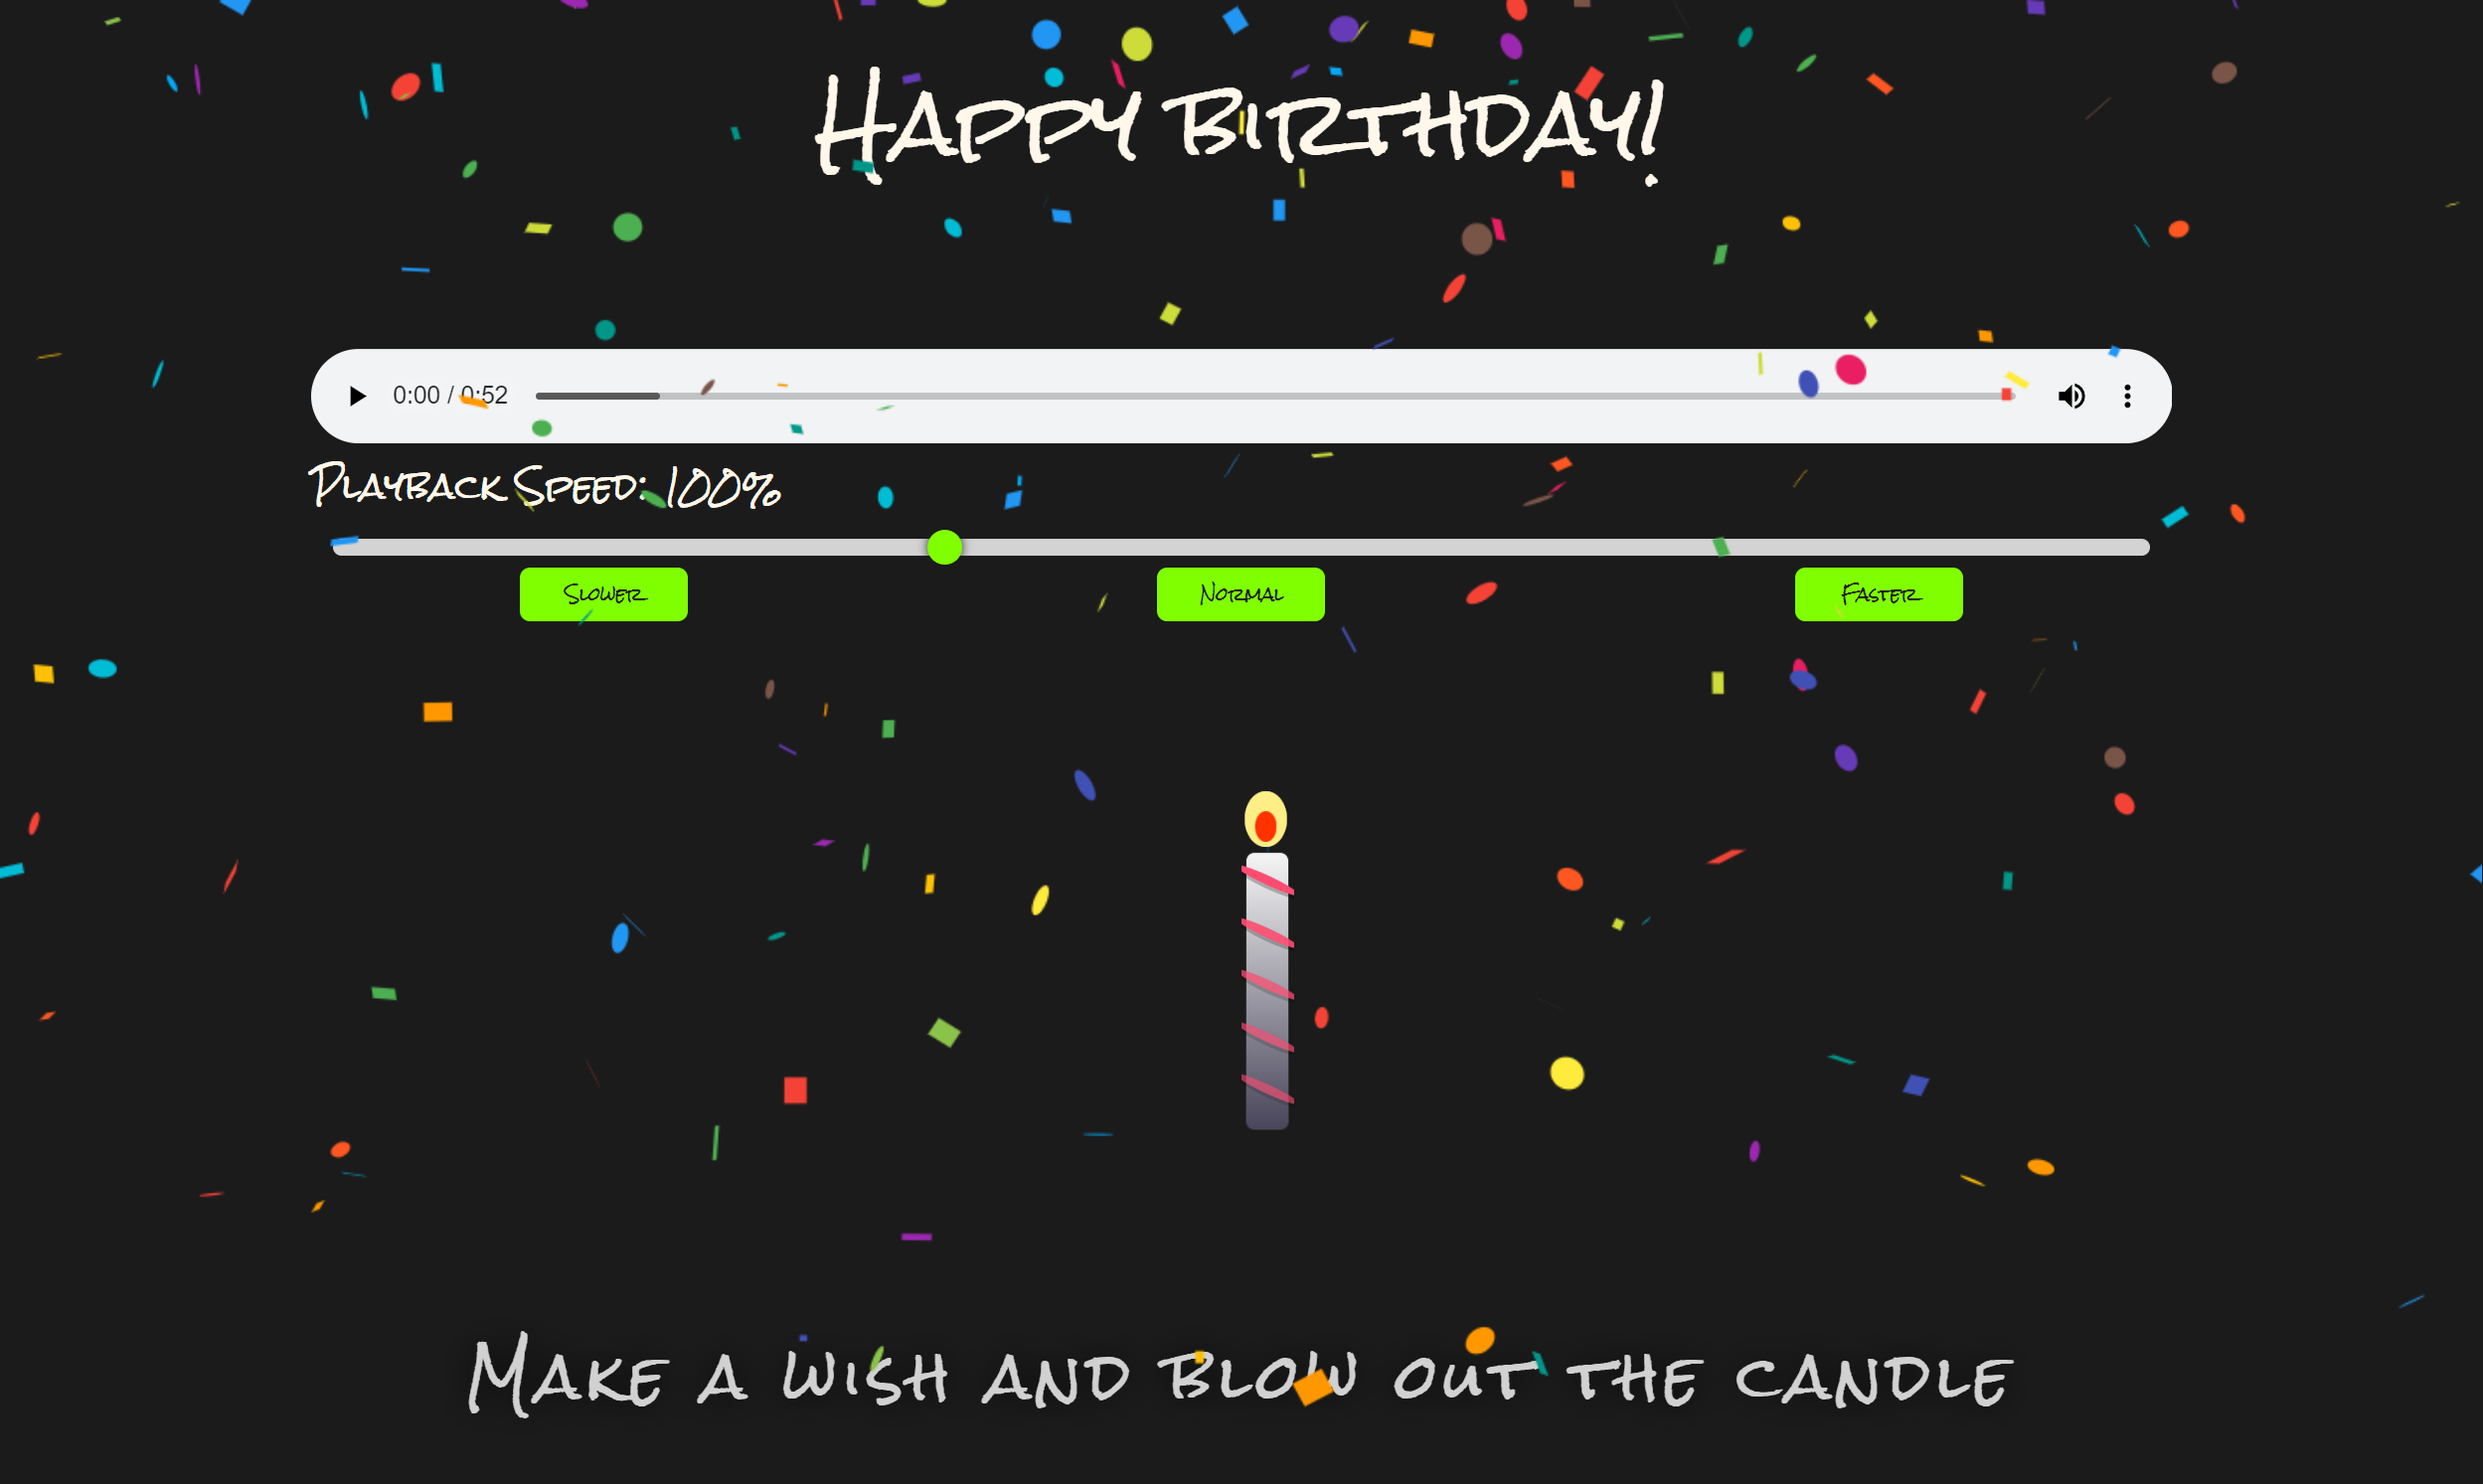 Happy Birthday!
0:00 / 0:52
Playback Speed: 100%
Slower Normal Faster
Make a wish and blow out the candle